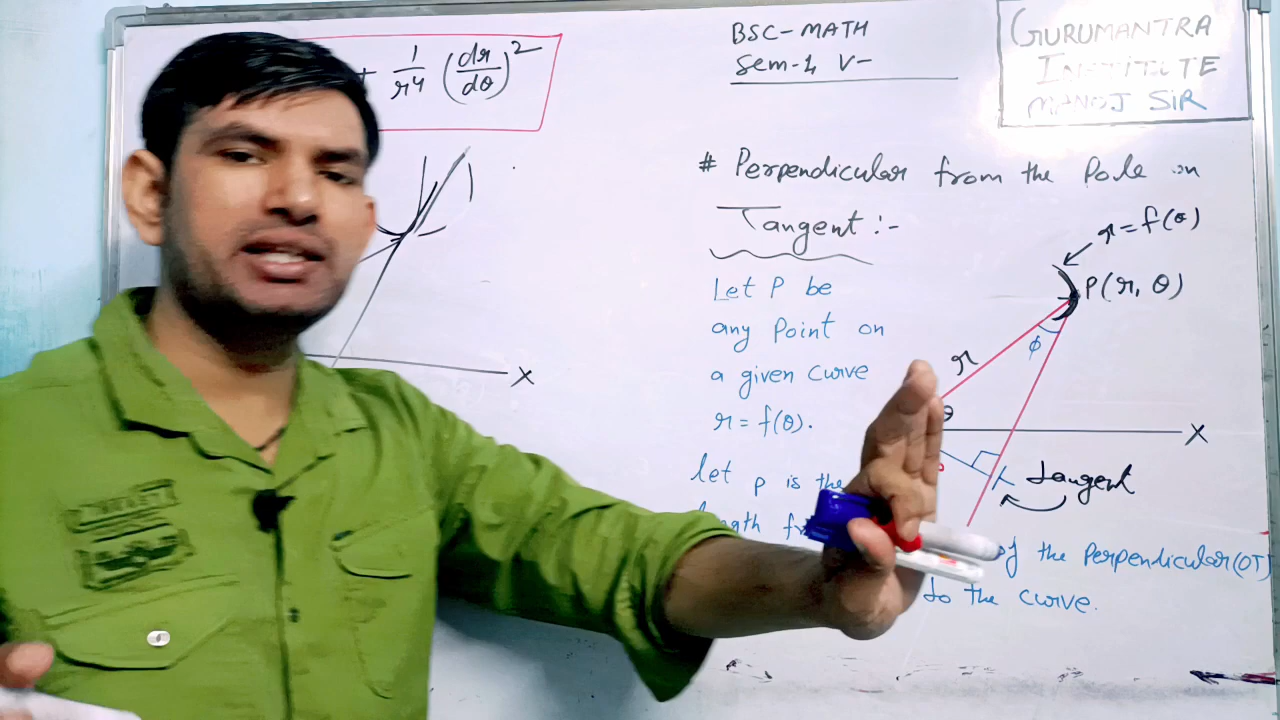 + 1/r⁴ (dr/dθ)²
X
BSC-MATH
Sem-1 V-
GURUMANTRA
INSTITUTE
MANOJ SIR
# Perpendicular from the Pole on
Tangent :-
r = f(θ)
P(r, θ)
ϕ
r
θ
X
Let P be
any point on
a given curve
r = f(θ).
let p is the
length
Tangent
of the Perpendicular (OT)
to the curve.